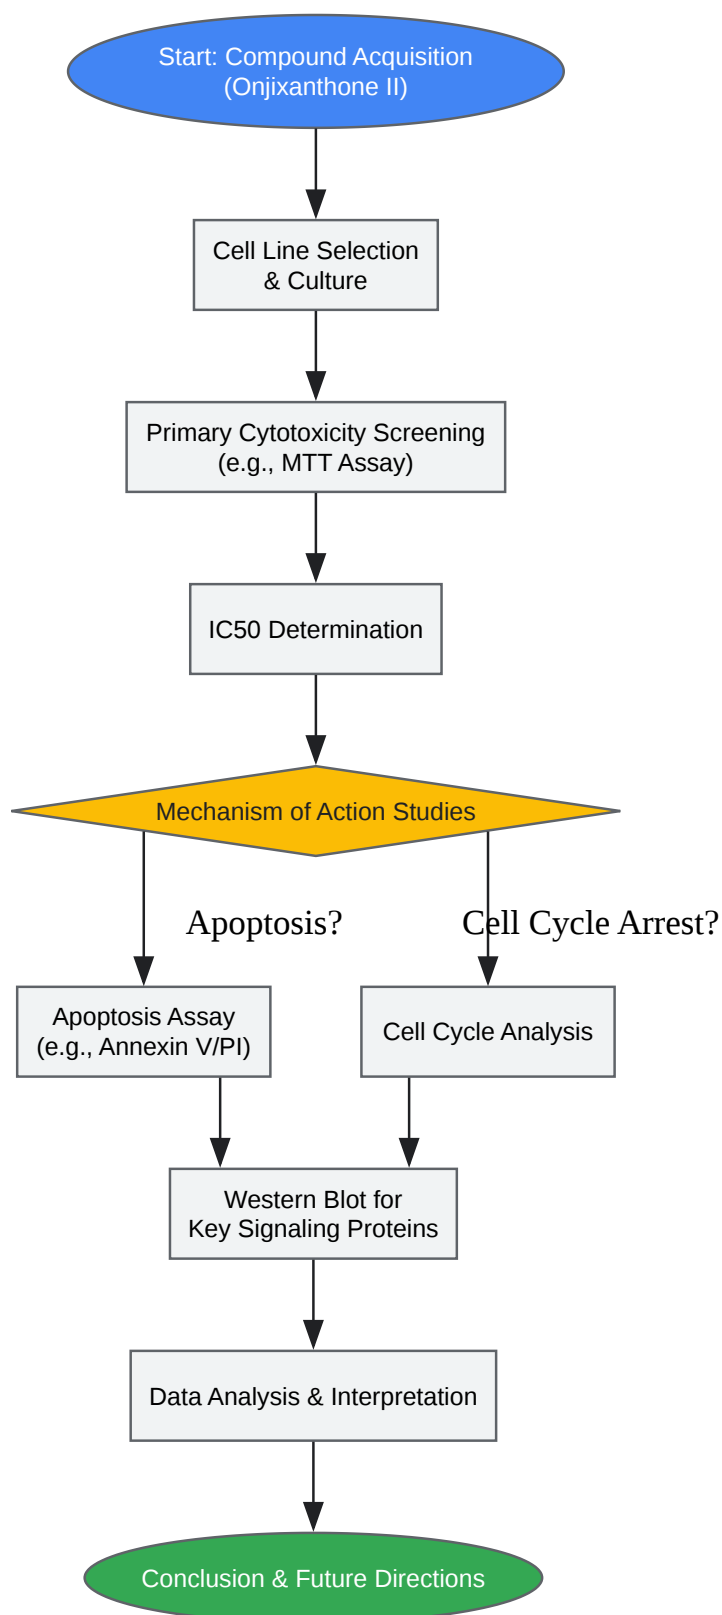 Start: Compound Acquisition
(Onjixanthone II)
Cell Line Selection
& Culture
Primary Cytotoxicity Screening
(e.g., MTT Assay)
IC50 Determination
Mechanism of Action Studies
Apoptosis?
Cell Cycle Arrest?
Apoptosis Assay
(e.g., Annexin V/PI)
Cell Cycle Analysis
Western Blot for
Key Signaling Proteins
Data Analysis & Interpretation
Conclusion & Future Directions